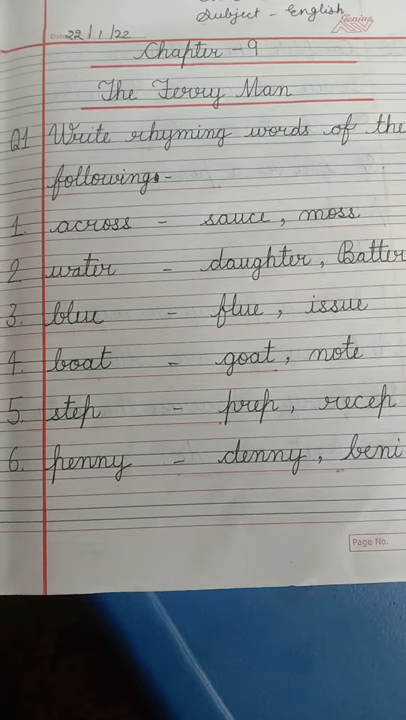 Subject - English
Genius
Date 22/1/22
Chapter - 9
The Ferry Man
Q1 Write rhyming words of the
following:-
1. across - sauce, moss
2 water - daughter, Batter
3. blue - flue, issue
4. boat - goat, note
5. step - prep, recep
6. penny - denny, beni
Page No.